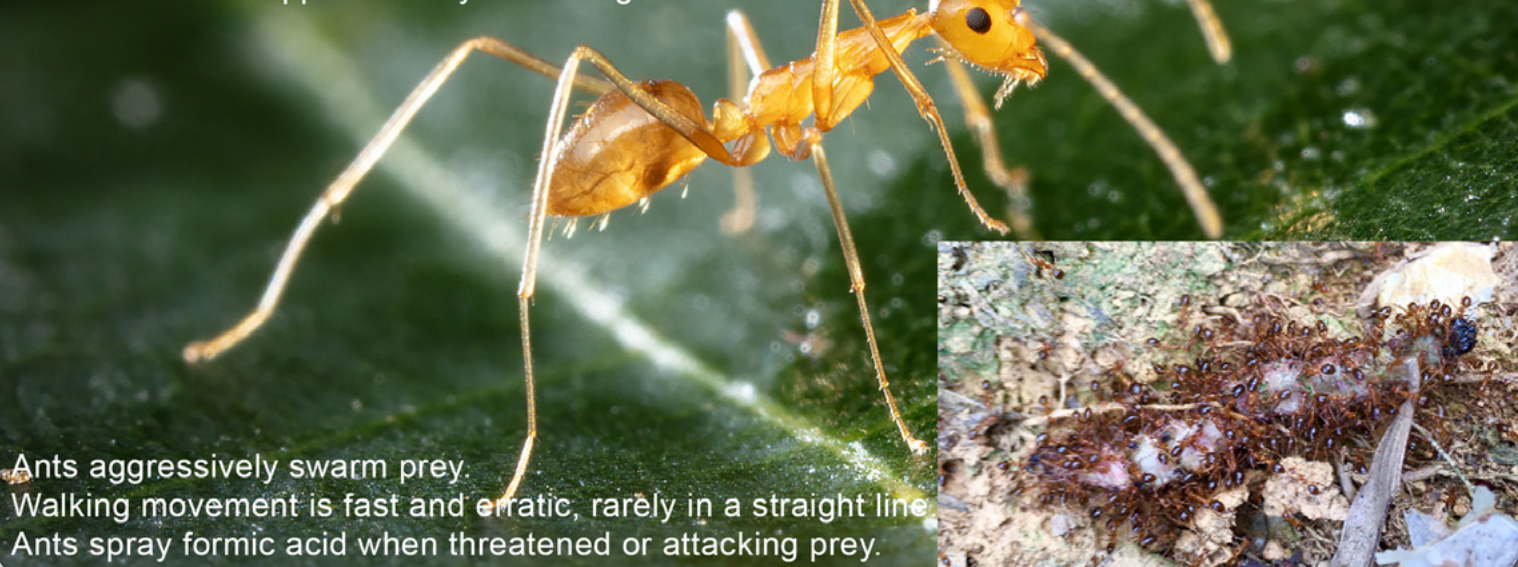 Ants aggressively swarm prey.
Walking movement is fast and erratic, rarely in a straight line.
Ants spray formic acid when threatened or attacking prey.